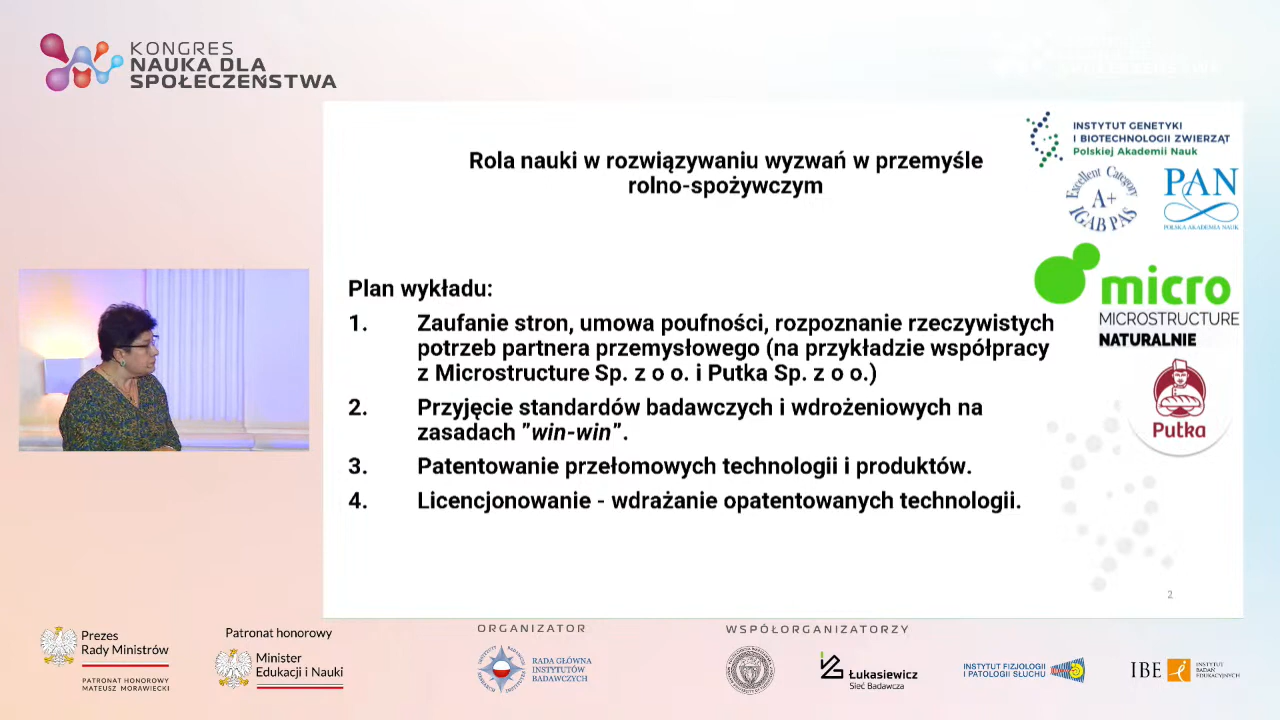 KONGRES
NAUKA DLA
SPOŁECZEŃSTWA
Rola nauki w rozwiązywaniu wyzwań w przemyśle
rolno-spożywczym
INSTYTUT GENETYKI
I BIOTECHNOLOGII ZWIERZĄT
Polskiej Akademii Nauk
Excellent Category
A+
IGAB PAS
PAN
POLSKA AKADEMIA NAUK
micro
MICROSTRUCTURE
NATURALNIE
Putka
Plan wykładu:
1. Zaufanie stron, umowa poufności, rozpoznanie rzeczywistych
potrzeb partnera przemysłowego (na przykładzie współpracy
z Microstructure Sp. z o o. i Putka Sp. z o o.)
2. Przyjęcie standardów badawczych i wdrożeniowych na
zasadach ”win-win”.
3. Patentowanie przełomowych technologii i produktów.
4. Licencjonowanie - wdrażanie opatentowanych technologii.
2
Prezes
Rady Ministrów
PATRONAT HONOROWY
MATEUSZ MORAWIECKI
Patronat honorowy
Minister
Edukacji i Nauki
ORGANIZATOR
RADA GŁÓWNA
INSTYTUTÓW
BADAWCZYCH
WSPÓŁORGANIZATORZY
Łukasiewicz
Sieć Badawcza
INSTYTUT FIZJOLOGII
I PATOLOGII SŁUCHU
IBE
INSTYTUT
BADAŃ
EDUKACYJNYCH